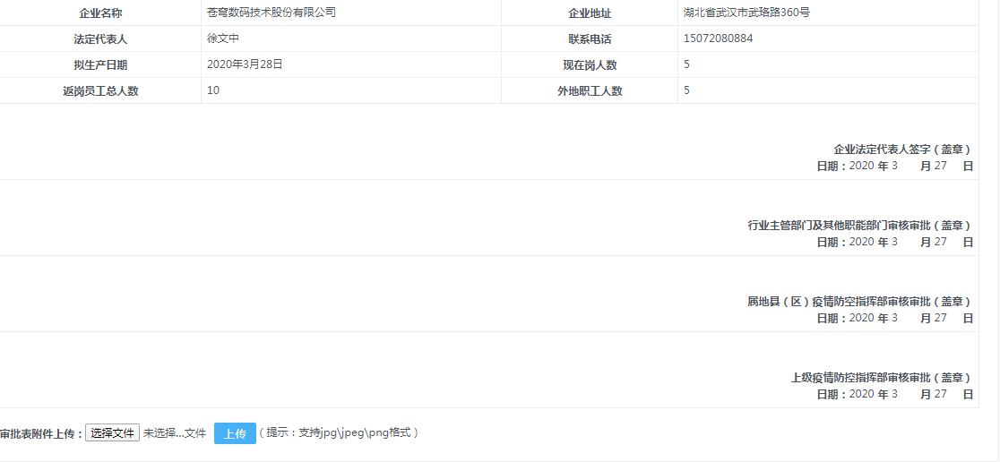 企业名称 苍穹数码技术股份有限公司 企业地址 湖北省武汉市武珞路360号
法定代表人 徐文中 联系电话 15072080884
拟生产日期 2020年3月28日 现在岗人数 5
返岗员工总人数 10 外地职工人数 5
企业法定代表人签字（盖章）
日期：2020 年 3 月 27 日
行业主管部门及其他职能部门审核审批（盖章）
日期：2020 年 3 月 27 日
属地县（区）疫情防控指挥部审核审批（盖章）
日期：2020 年 3 月 27 日
上级疫情防控指挥部审核审批（盖章）
日期：2020 年 3 月 27 日
审批表附件上传：选择文件 未选择...文件 上传（提示：支持jpg\jpeg\png格式）